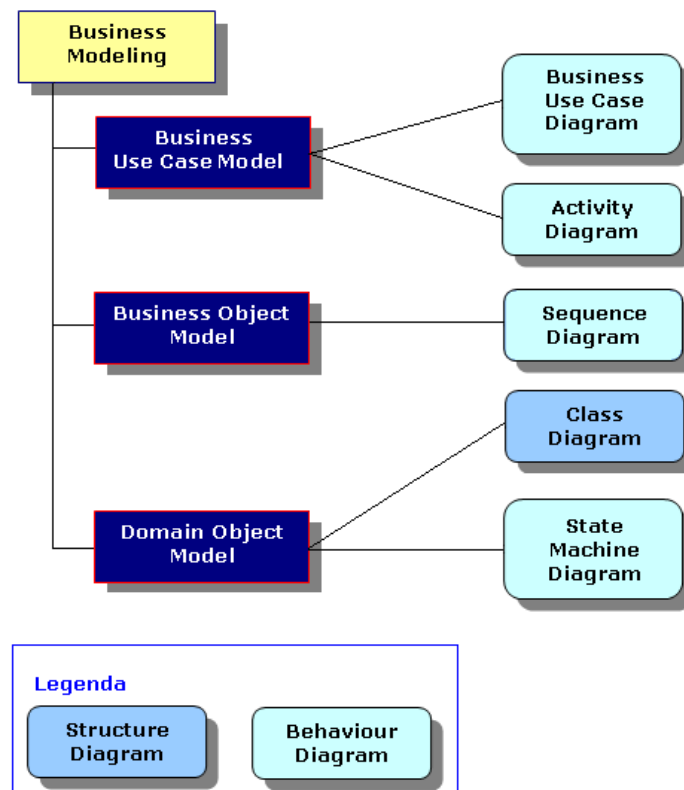 Business
Modeling
Business
Use Case Model
Business
Use Case
Diagram
Activity
Diagram
Business Object
Model
Sequence
Diagram
Class
Diagram
Domain Object
Model
State
Machine
Diagram
Legenda
Structure
Diagram
Behaviour
Diagram